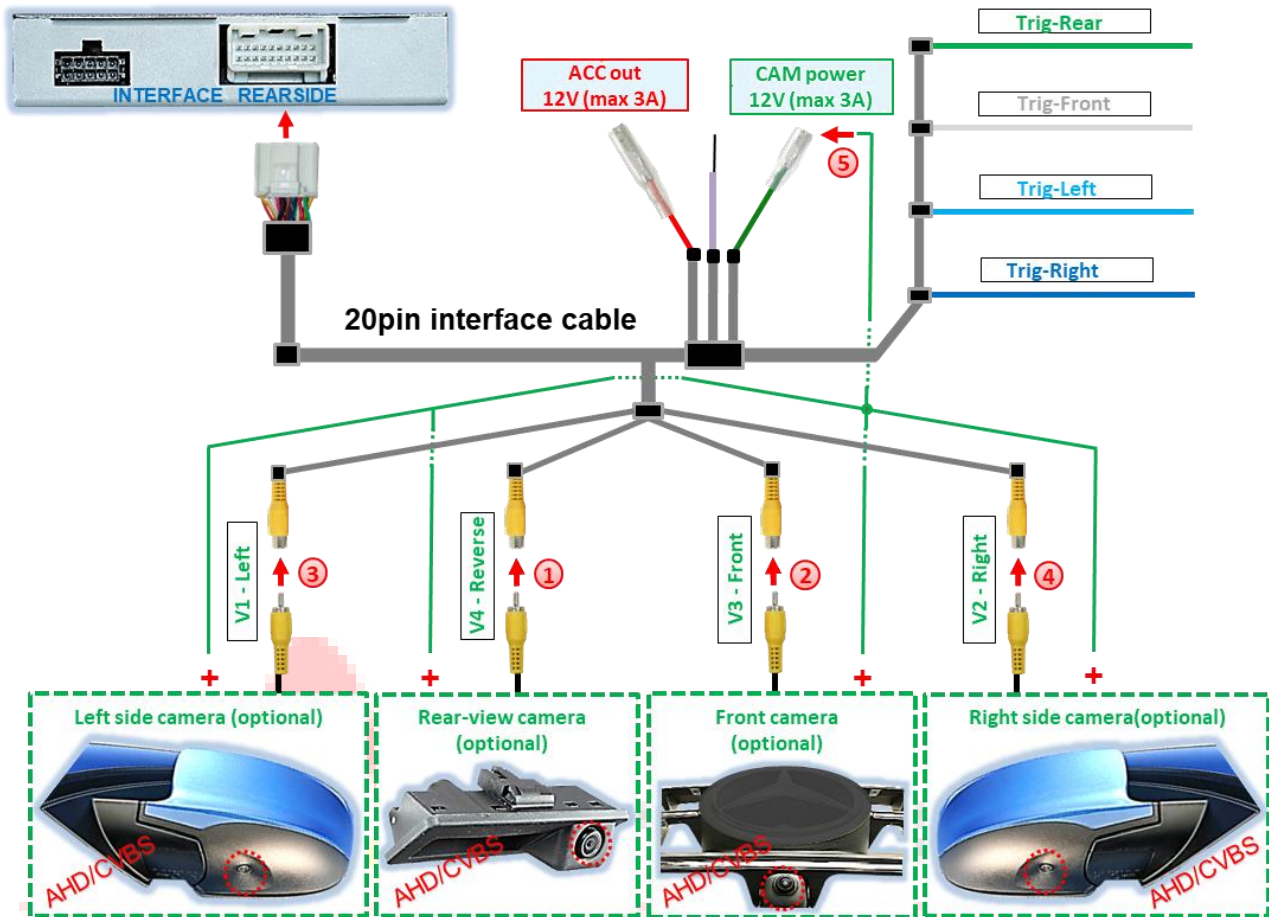 INTERFACE REARSIDE
ACC out
12V (max 3A)
CAM power
12V (max 3A)
5
Trig-Rear
Trig-Front
Trig-Left
Trig-Right
20pin interface cable
V1 - Left
3
V4 - Reverse
1
V3 - Front
2
V2 - Right
4
+
+
+
+
Left side camera (optional)
AHD/CVBS
Rear-view camera
(optional)
AHD/CVBS
Front camera
(optional)
AHD/CVBS
Right side camera(optional)
AHD/CVBS